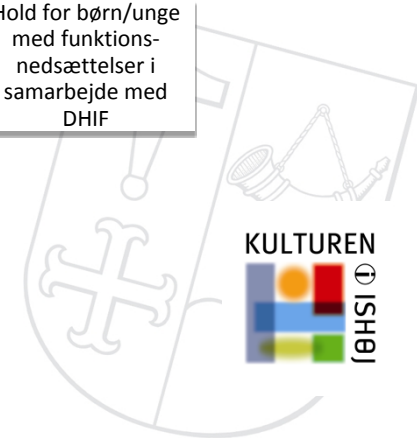 Hold for børn/unge
med funktions-
nedsættelser i
samarbejde med
DHIF
KULTUREN
i ISHØJ